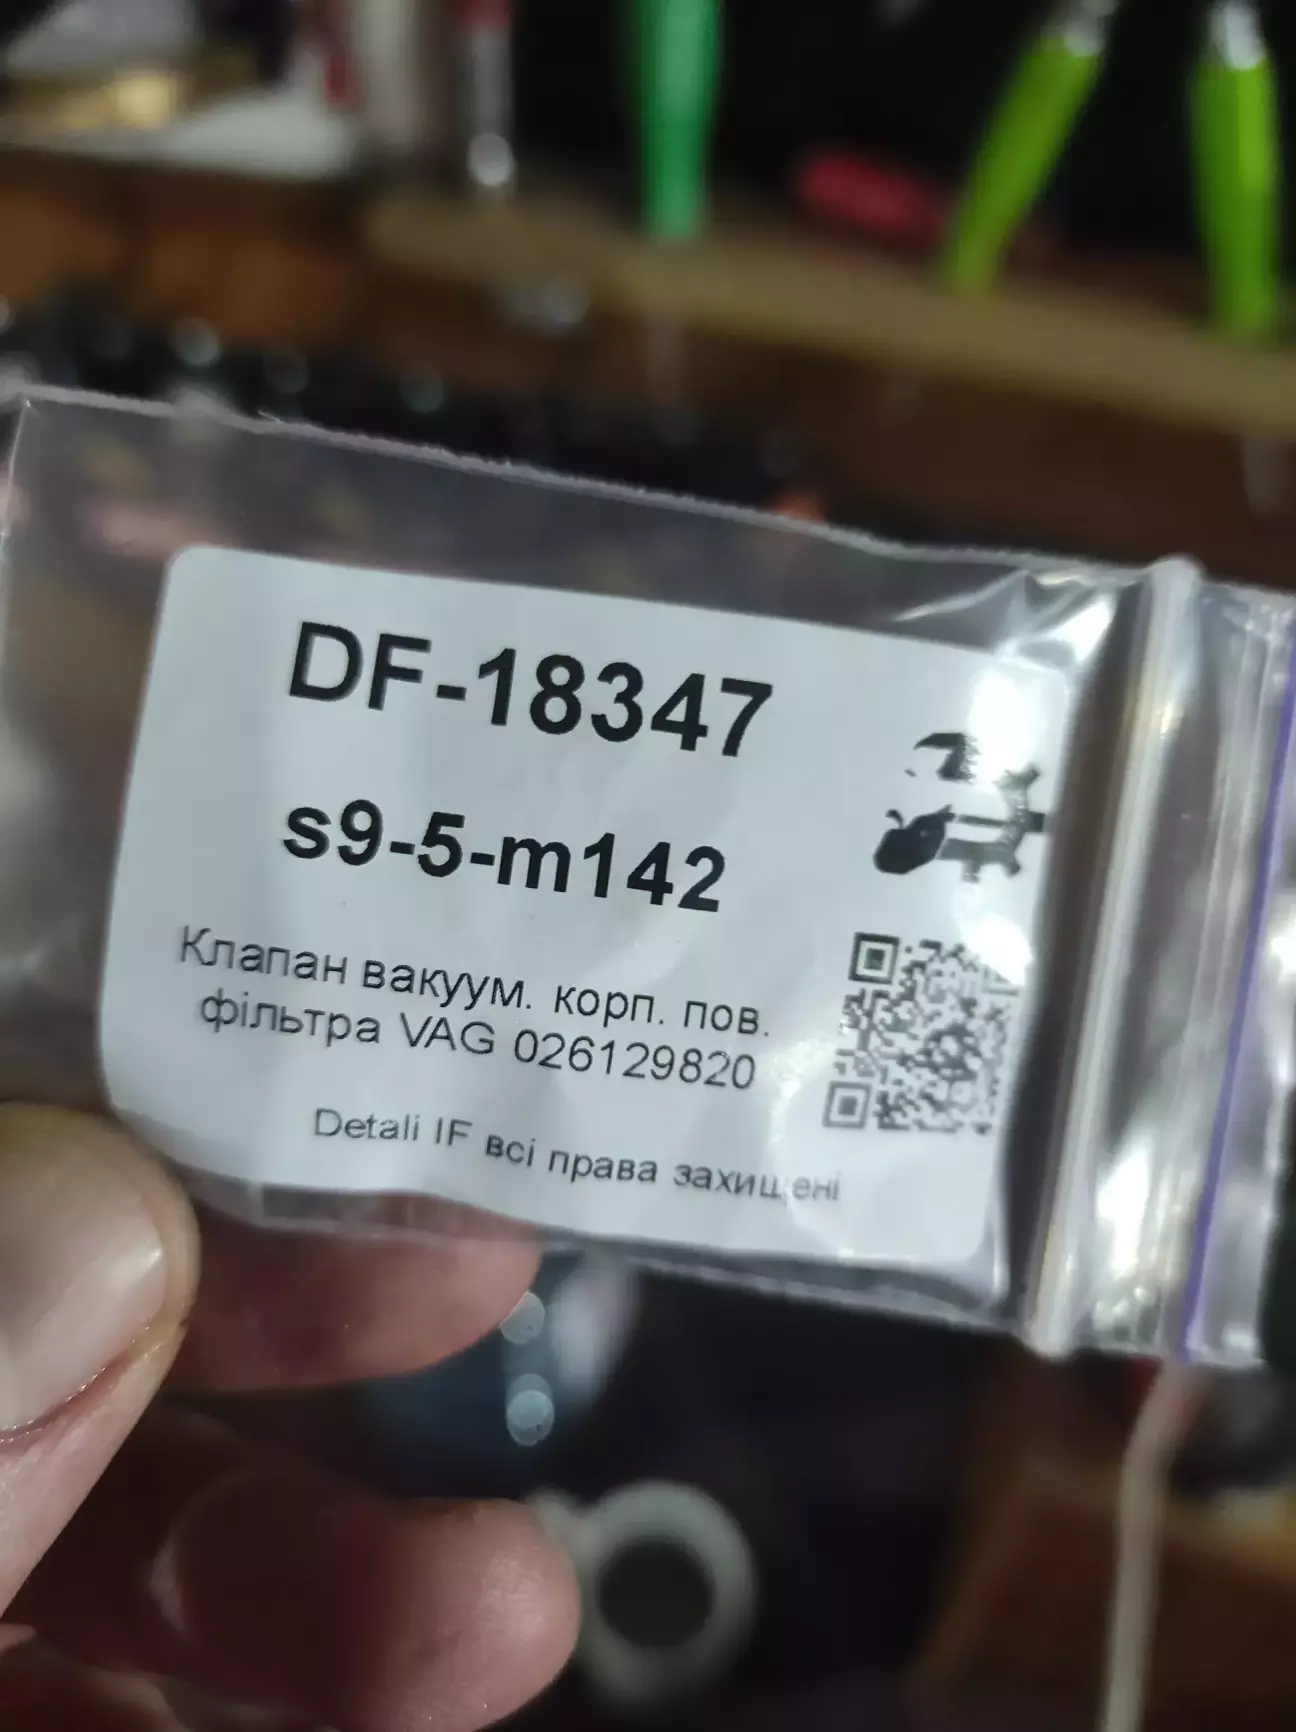 DF-18347
s9-5-m142
Клапан вакуум. корп. пов.
фільтра VAG 026129820
Detali IF всі права захищені